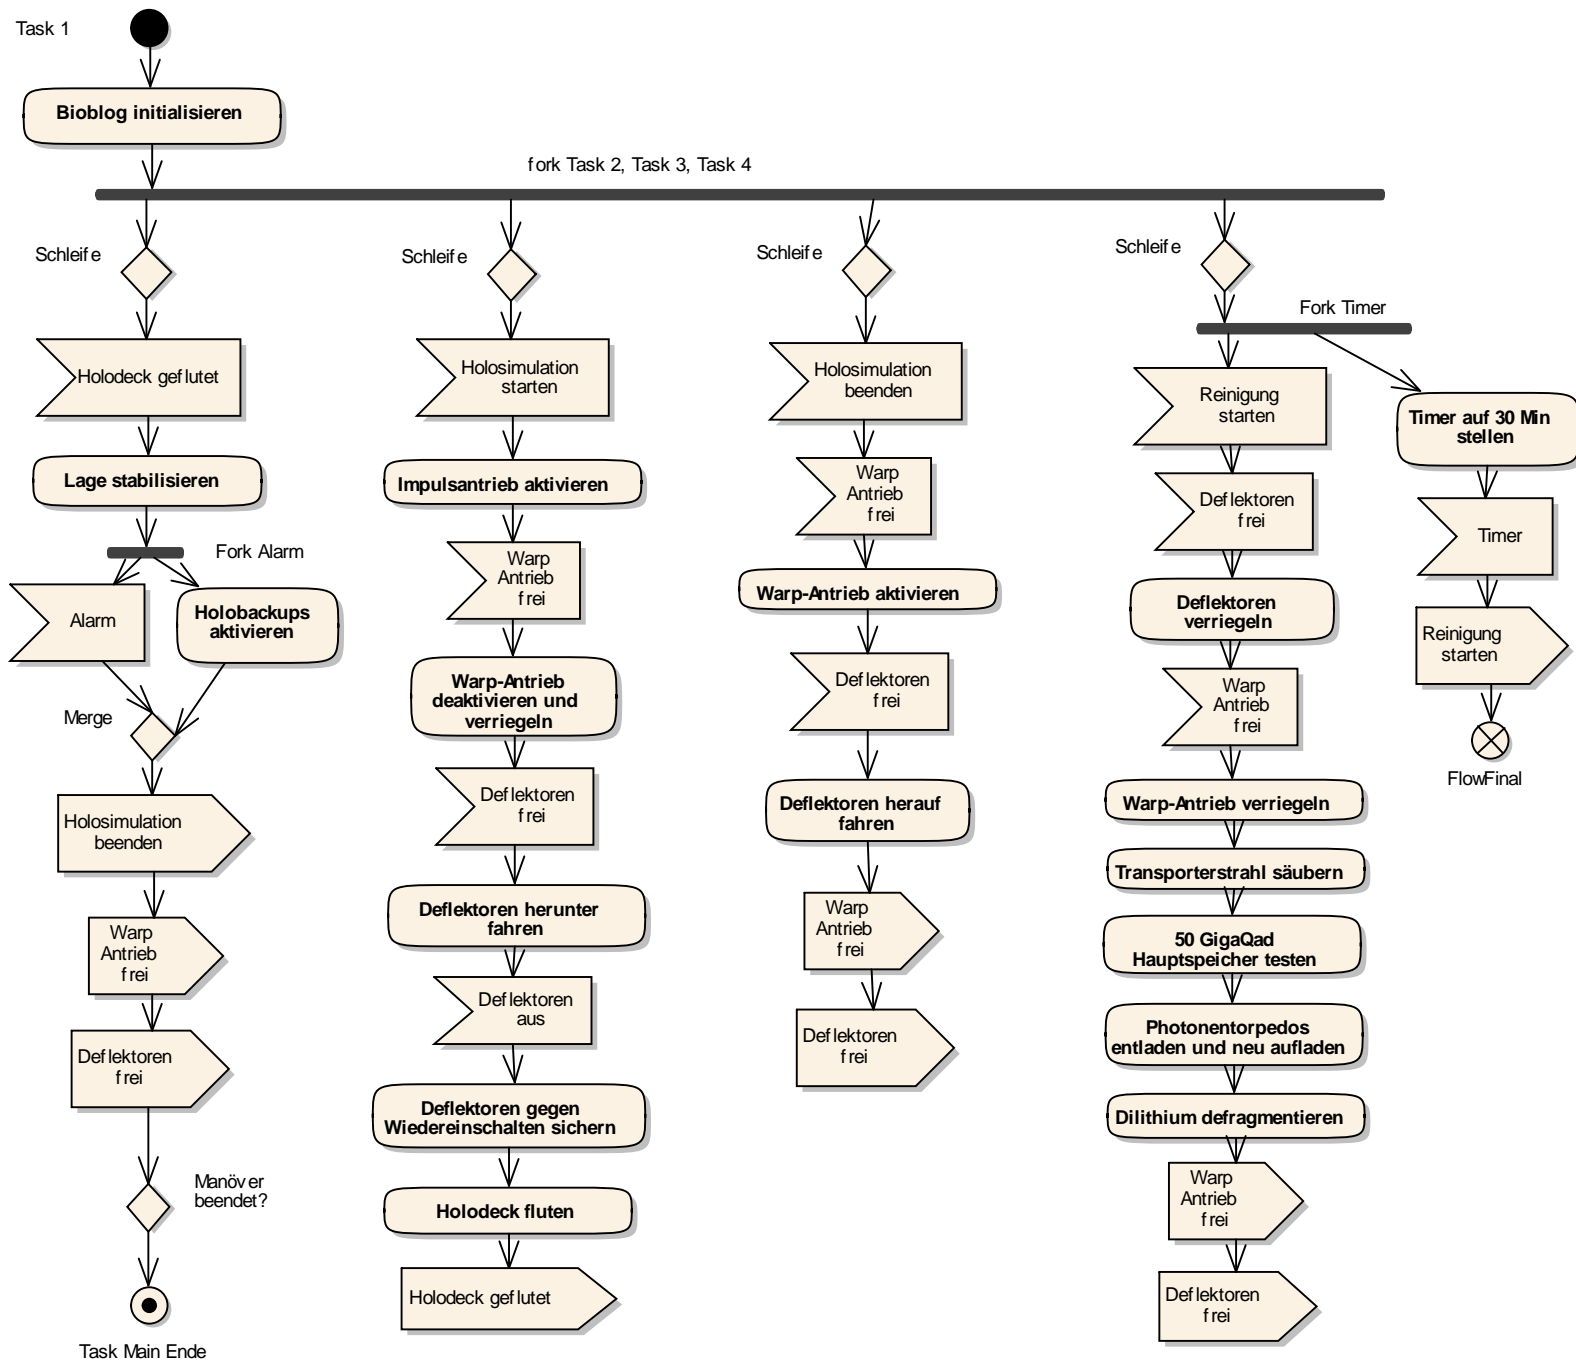 Task 1
Bioblog initialisieren
fork Task 2, Task 3, Task 4
Schleife
Holodeck geflutet
Lage stabilisieren
Fork Alarm
Alarm
Holobackups
aktivieren
Merge
Holosimulation
beenden
Warp
Antrieb
frei
Deflektoren
frei
Manöver
beendet?
Task Main Ende
Schleife
Holosimulation
starten
Impulsantrieb aktivieren
Warp
Antrieb
frei
Warp-Antrieb
deaktivieren und
verriegeln
Deflektoren
frei
Deflektoren herunter
fahren
Deflektoren
aus
Deflektoren gegen
Wiedereinschalten sichern
Holodeck fluten
Holodeck geflutet
Schleife
Holosimulation
beenden
Warp
Antrieb
frei
Warp-Antrieb aktivieren
Deflektoren
frei
Deflektoren herauf
fahren
Warp
Antrieb
frei
Deflektoren
frei
Schleife
Fork Timer
Reinigung
starten
Deflektoren
frei
Deflektoren
verriegeln
Warp
Antrieb
frei
Warp-Antrieb verriegeln
Transporterstrahl säubern
50 GigaQad
Hauptspeicher testen
Photonentorpedos
entladen und neu aufladen
Dilithium defragmentieren
Warp
Antrieb
frei
Deflektoren
frei
Timer auf 30 Min
stellen
Timer
Reinigung
starten
FlowFinal